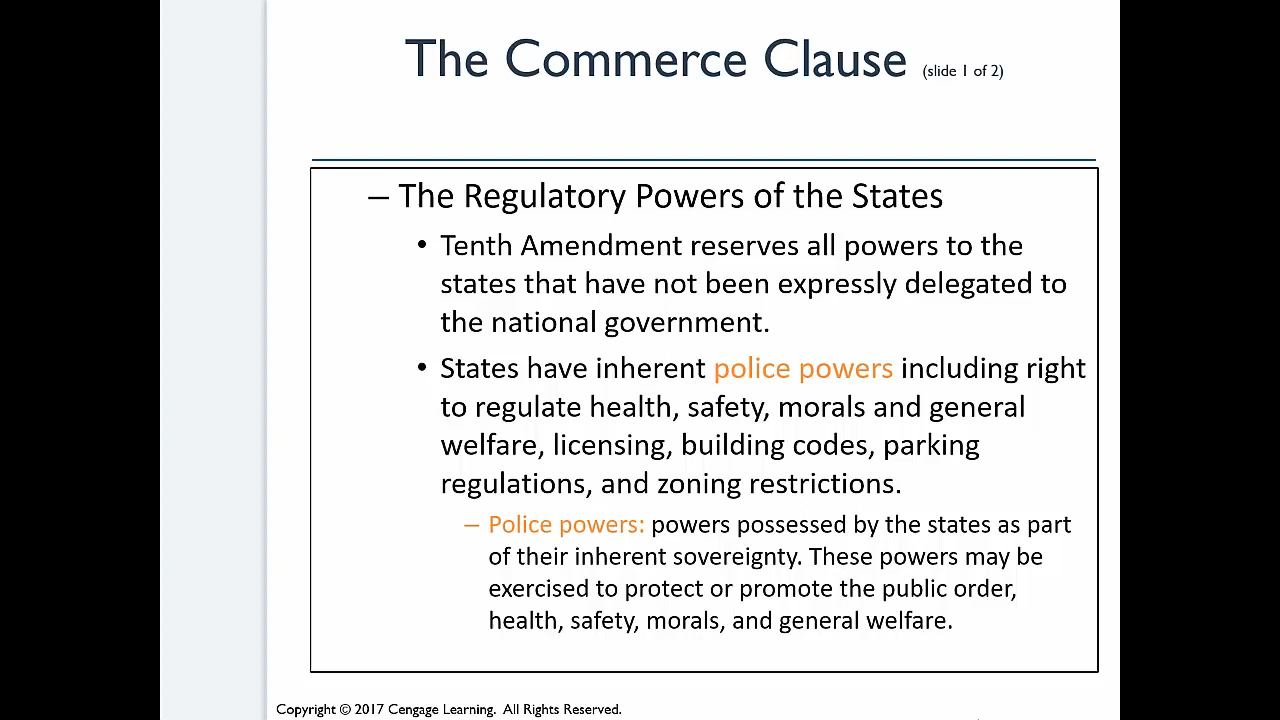 The Commerce Clause (slide 1 of 2)
– The Regulatory Powers of the States
• Tenth Amendment reserves all powers to the
states that have not been expressly delegated to
the national government.
• States have inherent police powers including right
to regulate health, safety, morals and general
welfare, licensing, building codes, parking
regulations, and zoning restrictions.
– Police powers: powers possessed by the states as part
of their inherent sovereignty. These powers may be
exercised to protect or promote the public order,
health, safety, morals, and general welfare.
Copyright © 2017 Cengage Learning. All Rights Reserved.